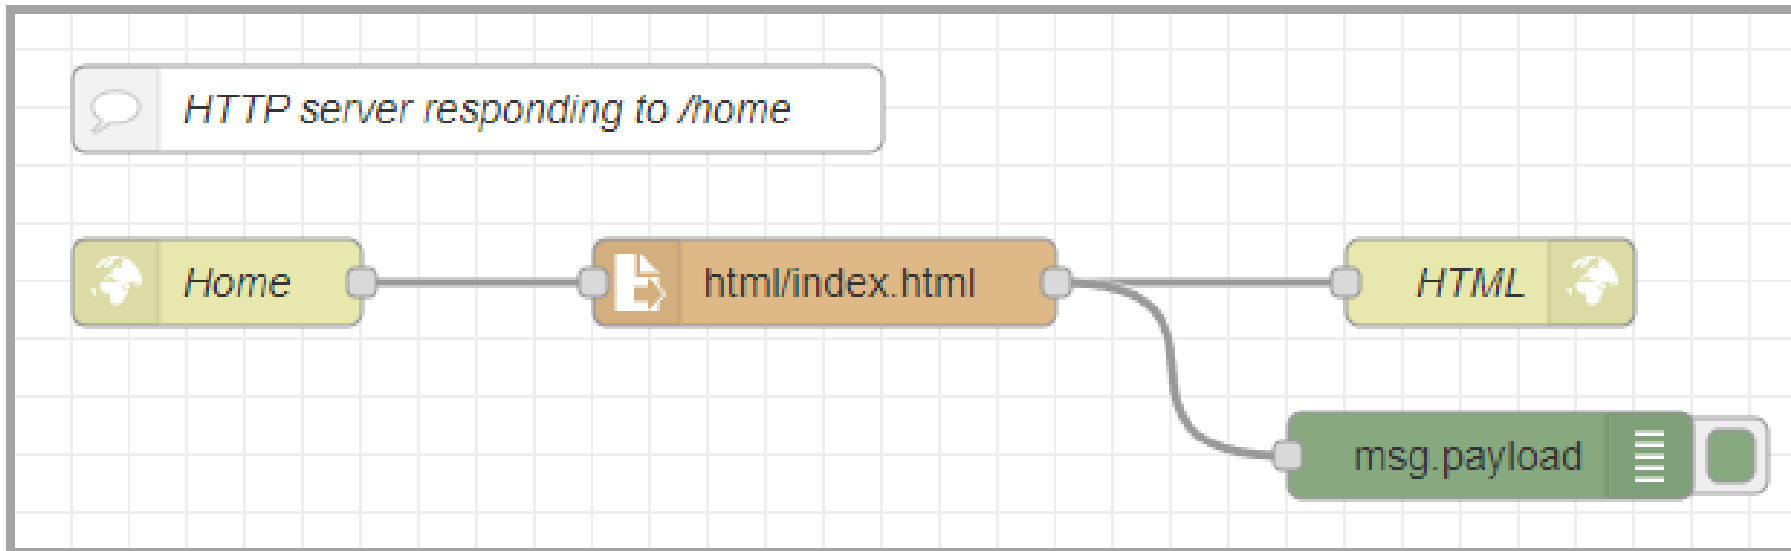 HTTP server responding to /home
Home
html/index.html
HTML
msg.payload